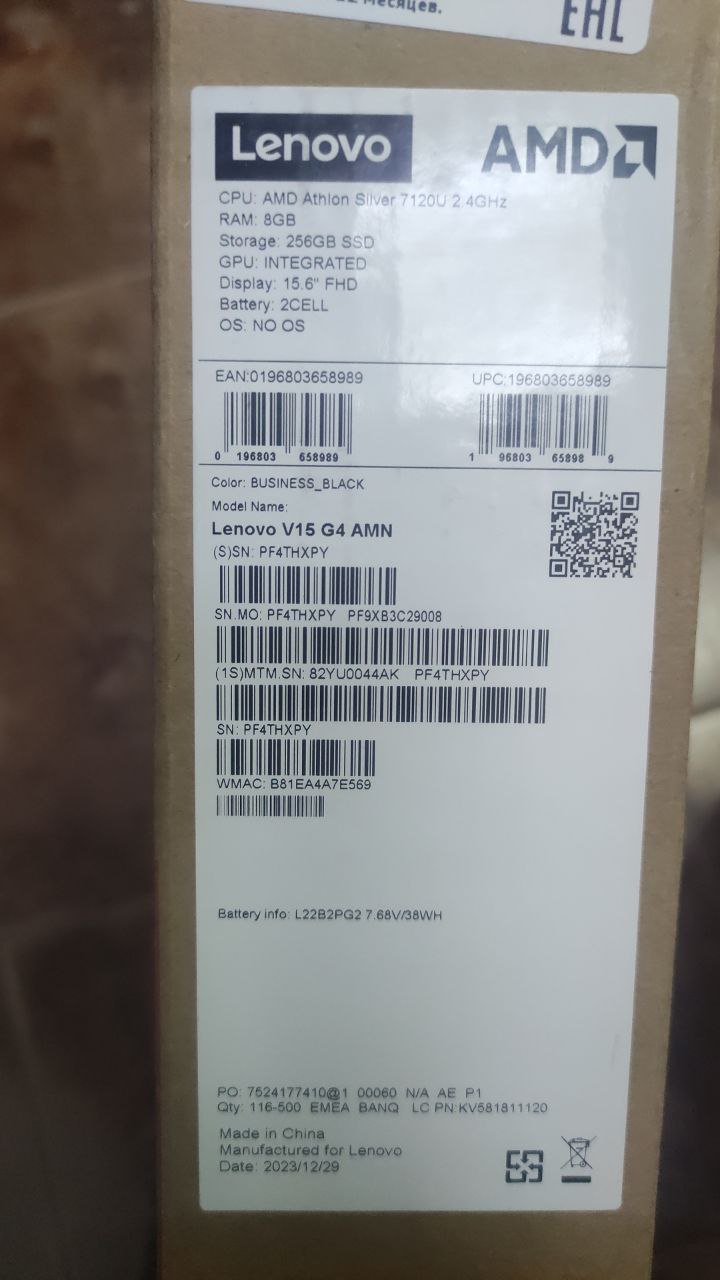 месяцев.
EAC
Lenovo
AMD
CPU: AMD Athlon Silver 7120U 2.4GHz
RAM: 8GB
Storage: 256GB SSD
GPU: INTEGRATED
Display: 15.6" FHD
Battery: 2CELL
OS: NO OS
EAN:0196803658989 UPC:196803658989
0 196803 658989 1 96803 65898 9
Color: BUSINESS_BLACK
Model Name:
Lenovo V15 G4 AMN
(S)SN: PF4THXPY
SN.MO: PF4THXPY PF9XB3C29008
(1S)MTM.SN: 82YU0044AK PF4THXPY
SN: PF4THXPY
WMAC: B81EA4A7E569
Battery info: L22B2PG2 7.68V/38WH
PO: 7524177410@1 00060 N/A AE P1
Qty: 116-500 EMEA BANQ LC PN:KV581811120
Made in China
Manufactured for Lenovo
Date: 2023/12/29